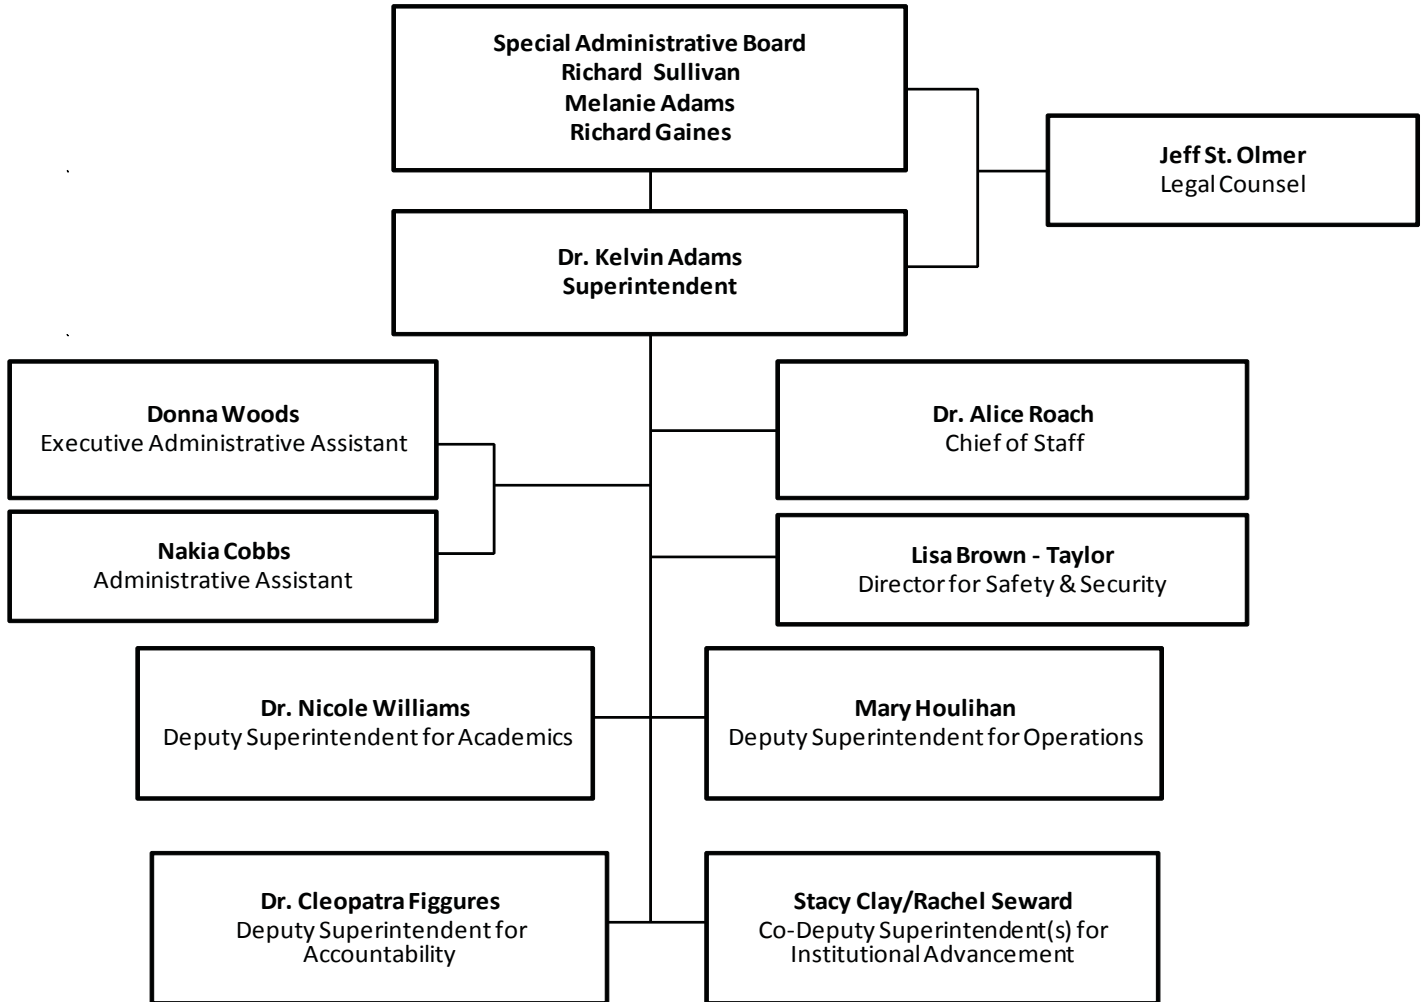 Special Administrative Board
Richard Sullivan
Melanie Adams
Richard Gaines
Jeff St. Olmer
Legal Counsel
Dr. Kelvin Adams
Superintendent
Donna Woods
Executive Administrative Assistant
Dr. Alice Roach
Chief of Staff
Nakia Cobbs
Administrative Assistant
Lisa Brown - Taylor
Director for Safety & Security
Dr. Nicole Williams
Deputy Superintendent for Academics
Mary Houlihan
Deputy Superintendent for Operations
Dr. Cleopatra Figgures
Deputy Superintendent for
Accountability
Stacy Clay/Rachel Seward
Co-Deputy Superintendent(s) for
Institutional Advancement